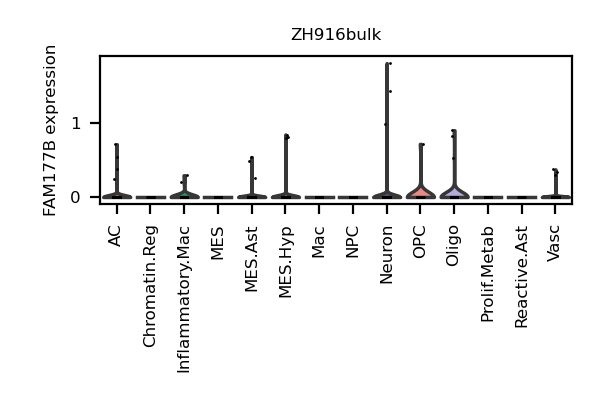 ZH916bulk
FAM177B expression
1
0
AC
Chromatin.Reg
Inflammatory.Mac
MES
MES.Ast
MES.Hyp
Mac
NPC
Neuron
OPC
Oligo
Prolif.Metab
Reactive.Ast
Vasc